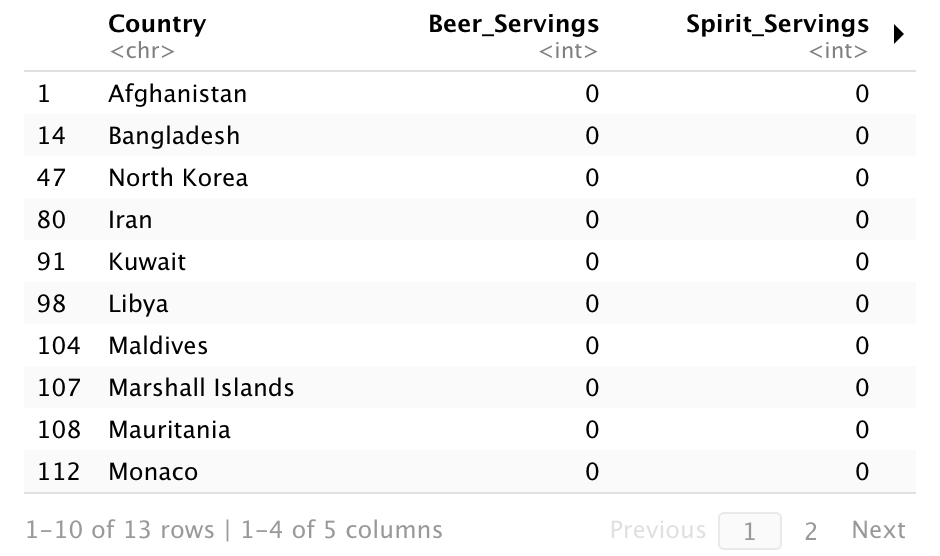 Country Beer_Servings Spirit_Servings
<chr> <int> <int>
1 Afghanistan 0 0
14 Bangladesh 0 0
47 North Korea 0 0
80 Iran 0 0
91 Kuwait 0 0
98 Libya 0 0
104 Maldives 0 0
107 Marshall Islands 0 0
108 Mauritania 0 0
112 Monaco 0 0
1–10 of 13 rows | 1–4 of 5 columns Previous 1 2 Next